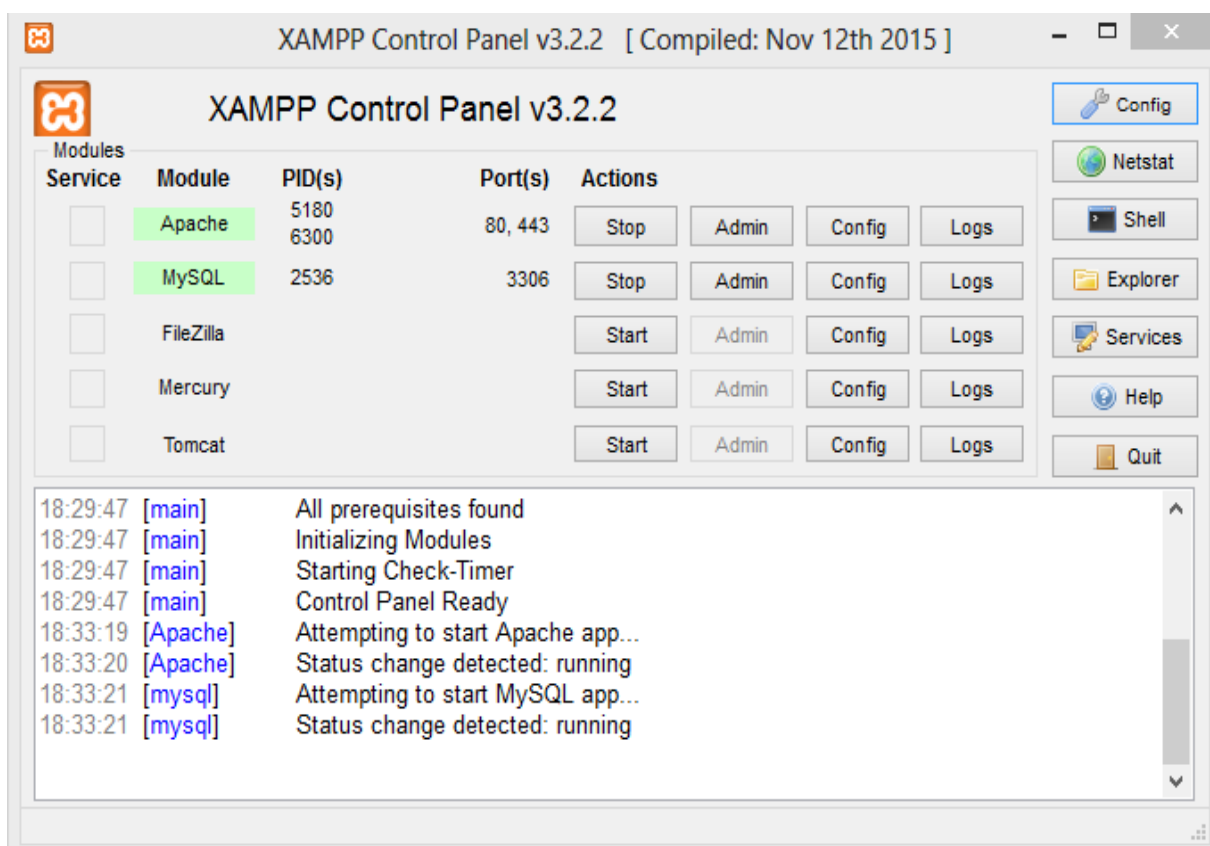 XAMPP Control Panel v3.2.2 [ Compiled: Nov 12th 2015 ]
XAMPP Control Panel v3.2.2
Config
Modules
Service Module PID(s) Port(s) Actions
Netstat
Apache 5180 6300 80, 443 Stop Admin Config Logs
Shell
MySQL 2536 3306 Stop Admin Config Logs
Explorer
FileZilla Start Admin Config Logs
Services
Mercury Start Admin Config Logs
Help
Tomcat Start Admin Config Logs
Quit
18:29:47 [main] All prerequisites found
18:29:47 [main] Initializing Modules
18:29:47 [main] Starting Check-Timer
18:29:47 [main] Control Panel Ready
18:33:19 [Apache] Attempting to start Apache app...
18:33:20 [Apache] Status change detected: running
18:33:21 [mysql] Attempting to start MySQL app...
18:33:21 [mysql] Status change detected: running